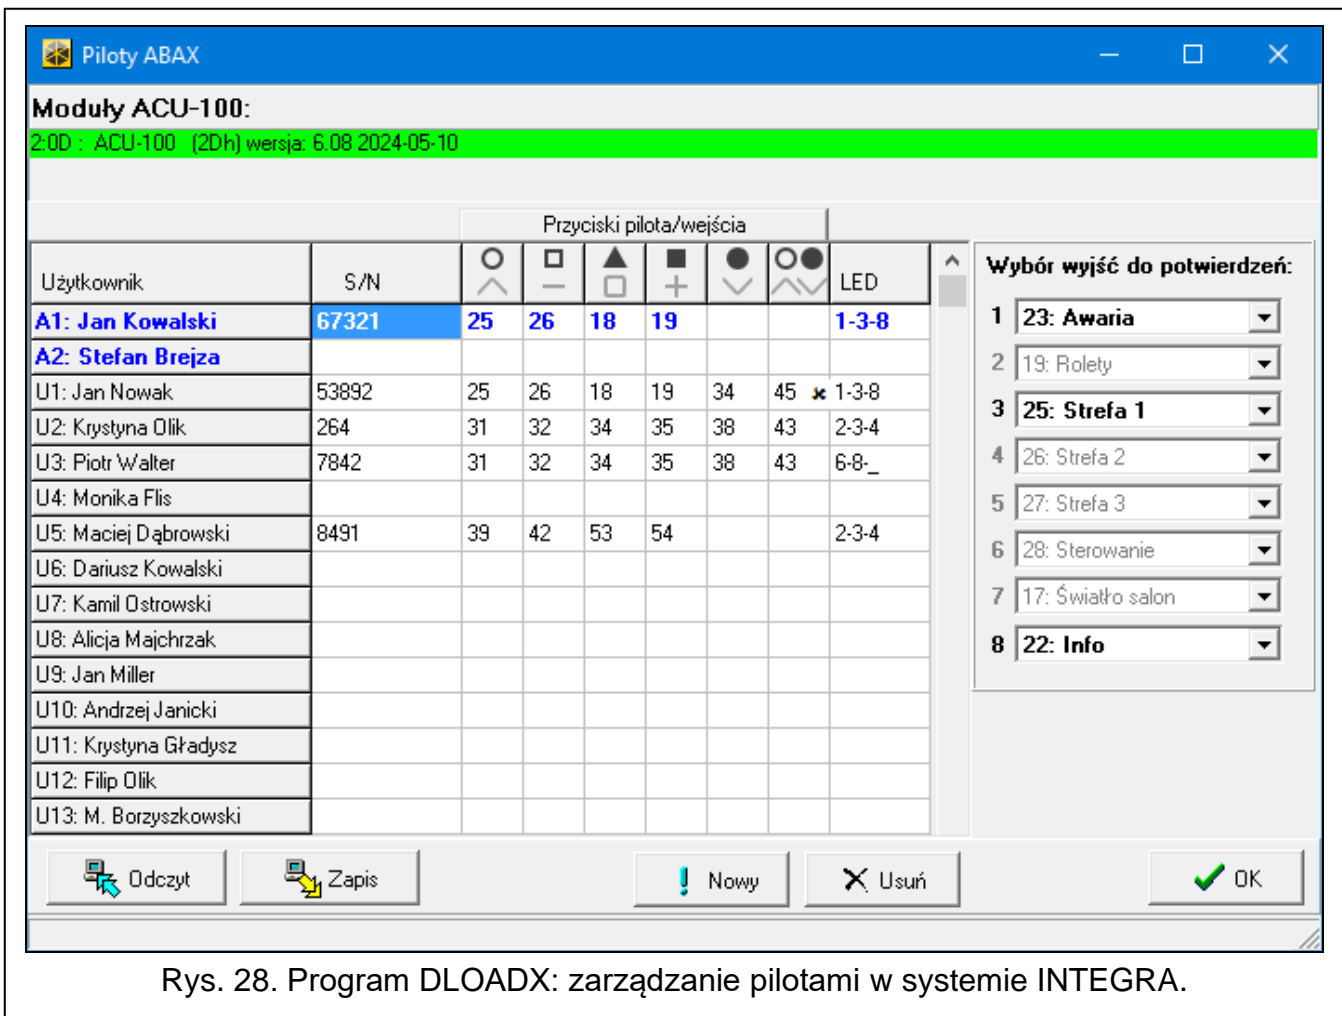 Piloty ABAX
Moduły ACU-100:
2:0D : ACU-100 (2Dh) wersja: 6.08 2024-05-10
Przyciski pilota/wejścia
Użytkownik S/N LED
A1: Jan Kowalski 67321 25 26 18 19 1-3-8
A2: Stefan Brejza
U1: Jan Nowak 53892 25 26 18 19 34 45 1-3-8
U2: Krystyna Olik 264 31 32 34 35 38 43 2-3-4
U3: Piotr Walter 7842 31 32 34 35 38 43 6-8-_
U4: Monika Flis
U5: Maciej Dąbrowski 8491 39 42 53 54 2-3-4
U6: Dariusz Kowalski
U7: Kamil Ostrowski
U8: Alicja Majchrzak
U9: Jan Miller
U10: Andrzej Janicki
U11: Krystyna Gładysz
U12: Filip Olik
U13: M. Borzyszkowski
Wybór wyjść do potwierdzeń:
1 23: Awaria
2 19: Rolety
3 25: Strefa 1
4 26: Strefa 2
5 27: Strefa 3
6 28: Sterowanie
7 17: Światło salon
8 22: Info
Odczyt Zapis Nowy Usuń OK
Rys. 28. Program DLOADX: zarządzanie pilotami w systemie INTEGRA.